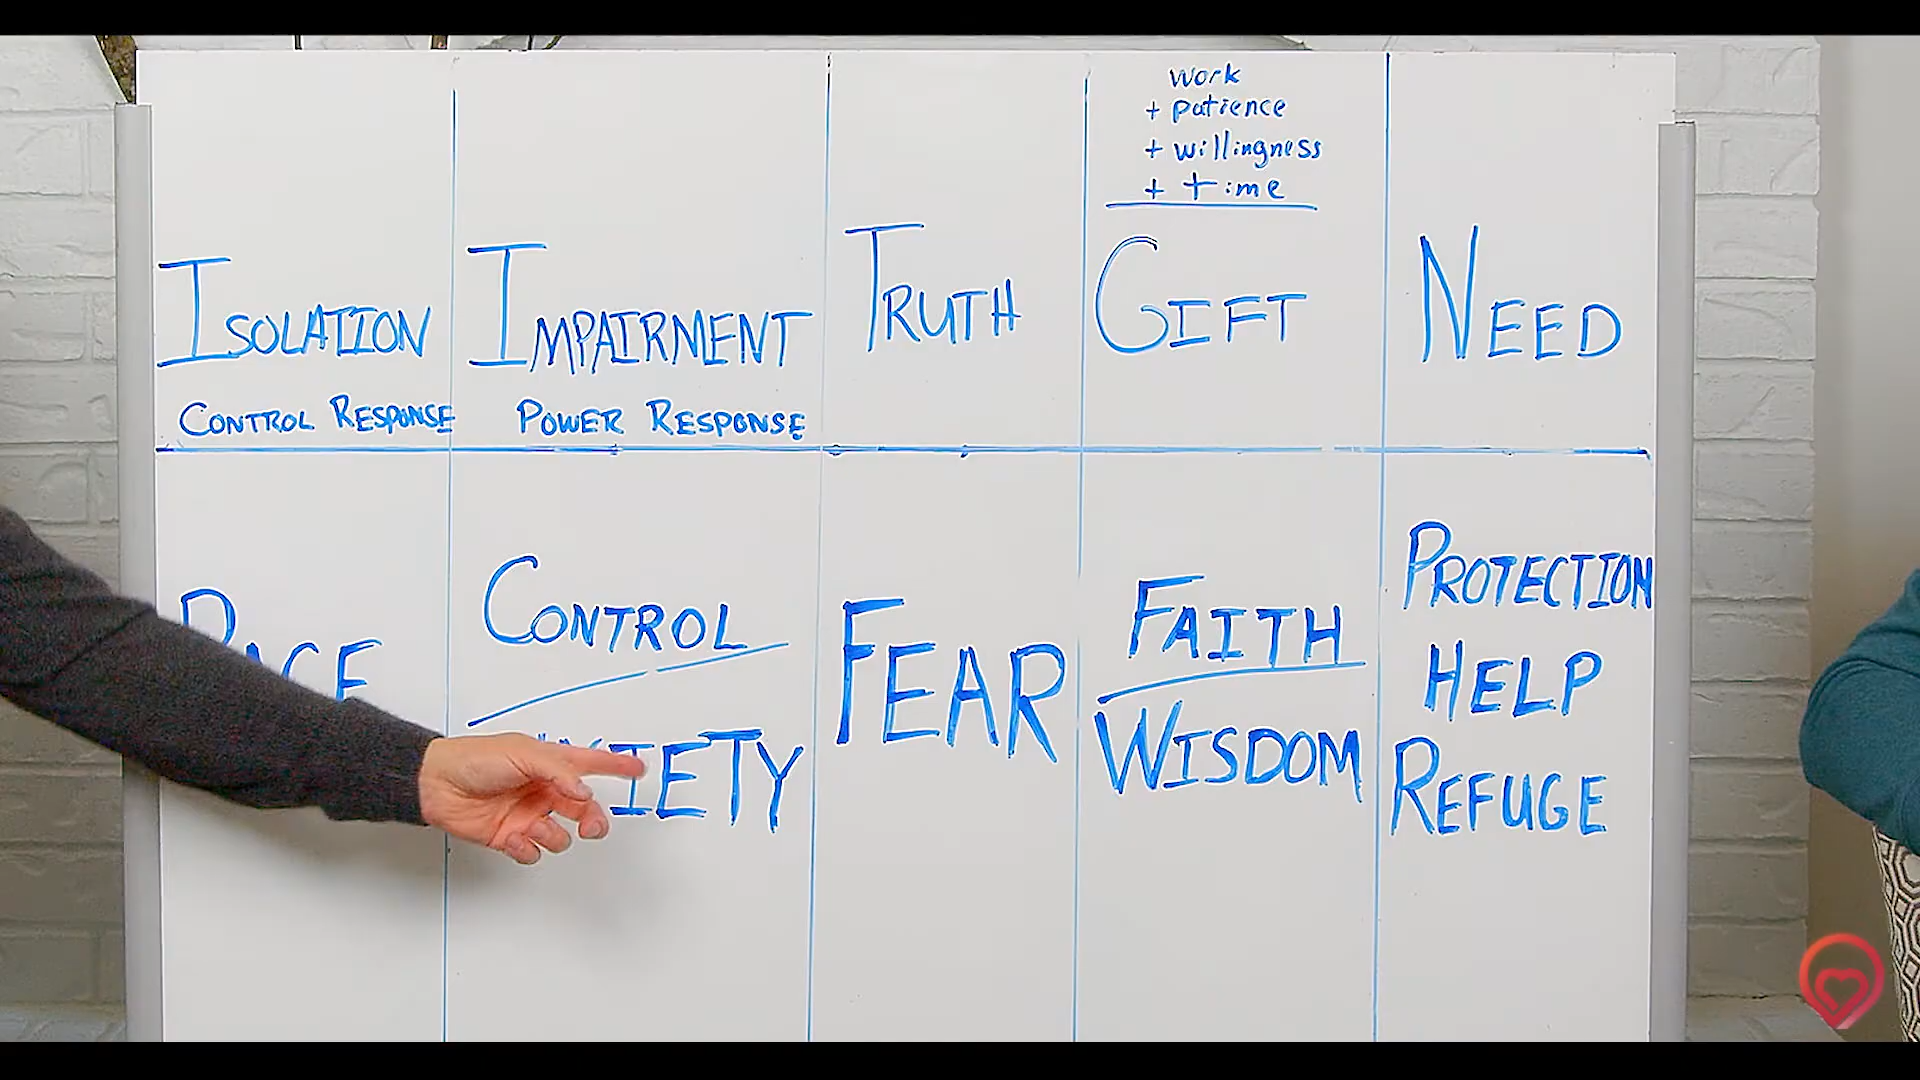 work
+ patience
+ willingness
+ time
ISOLATION
IMPAIRMENT
TRUTH
GIFT
NEED
CONTROL RESPONSE
POWER RESPONSE
CONTROL
FEAR
FAITH
WISDOM
PROTECTION
HELP
REFUGE